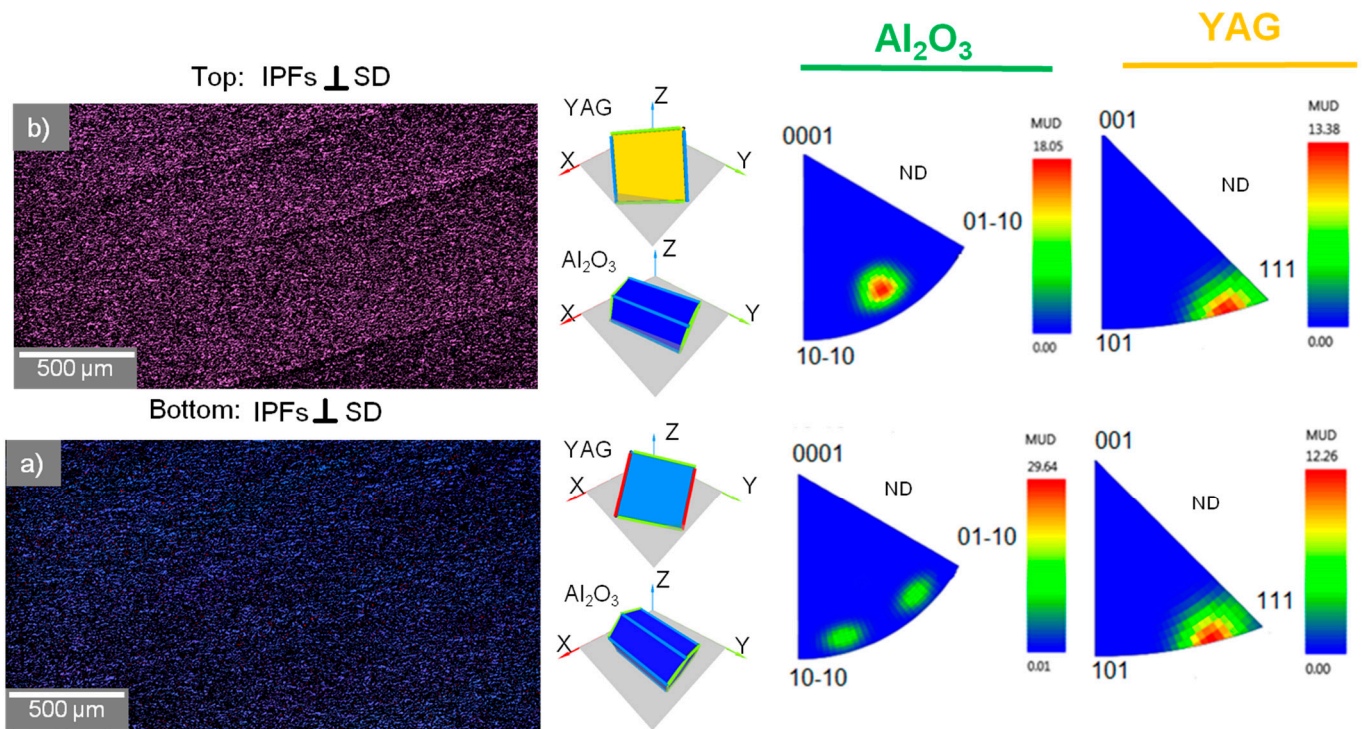 Al₂O₃
YAG
Top: IPFs ⊥ SD
b)
500 µm
YAG
Z
X
Y
Al₂O₃
Z
X
Y
0001
ND
01-10
10-10
MUD
18.05
0.00
001
ND
111
101
MUD
13.38
0.00
Bottom: IPFs ⊥ SD
a)
500 µm
YAG
Z
X
Y
Al₂O₃
Z
X
Y
0001
ND
01-10
10-10
MUD
29.64
0.01
001
ND
111
101
MUD
12.26
0.00